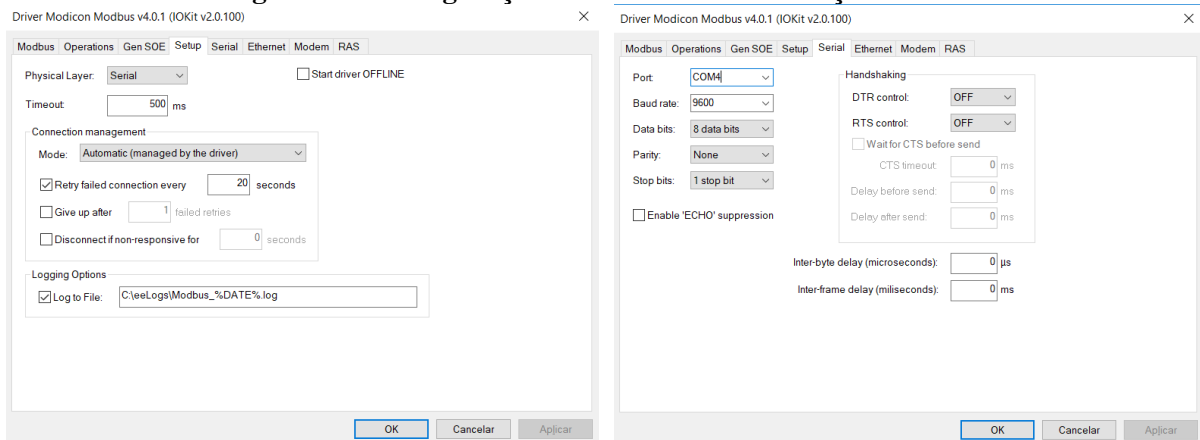 Driver Modicon Modbus v4.0.1 (IOKit v2.0.100)
Modbus Operations Gen SOE Setup Serial Ethernet Modem RAS
Physical Layer: Serial
Start driver OFFLINE
Timeout: 500 ms
Connection management
Mode: Automatic (managed by the driver)
Retry failed connection every 20 seconds
Give up after 1 failed retries
Disconnect if non-responsive for 0 seconds
Logging Options
Log to File: C:\eeLogs\Modbus_%DATE%.log
OK Cancelar Aplicar
Driver Modicon Modbus v4.0.1 (IOKit v2.0.100)
Modbus Operations Gen SOE Setup Serial Ethernet Modem RAS
Port: COM4
Baud rate: 9600
Data bits: 8 data bits
Parity: None
Stop bits: 1 stop bit
Enable 'ECHO' suppression
Handshaking
DTR control: OFF
RTS control: OFF
Wait for CTS before send
CTS timeout: 0 ms
Delay before send: 0 ms
Delay after send: 0 ms
Inter-byte delay (microseconds): 0 µs
Inter-frame delay (miliseconds): 0 ms
OK Cancelar Aplicar